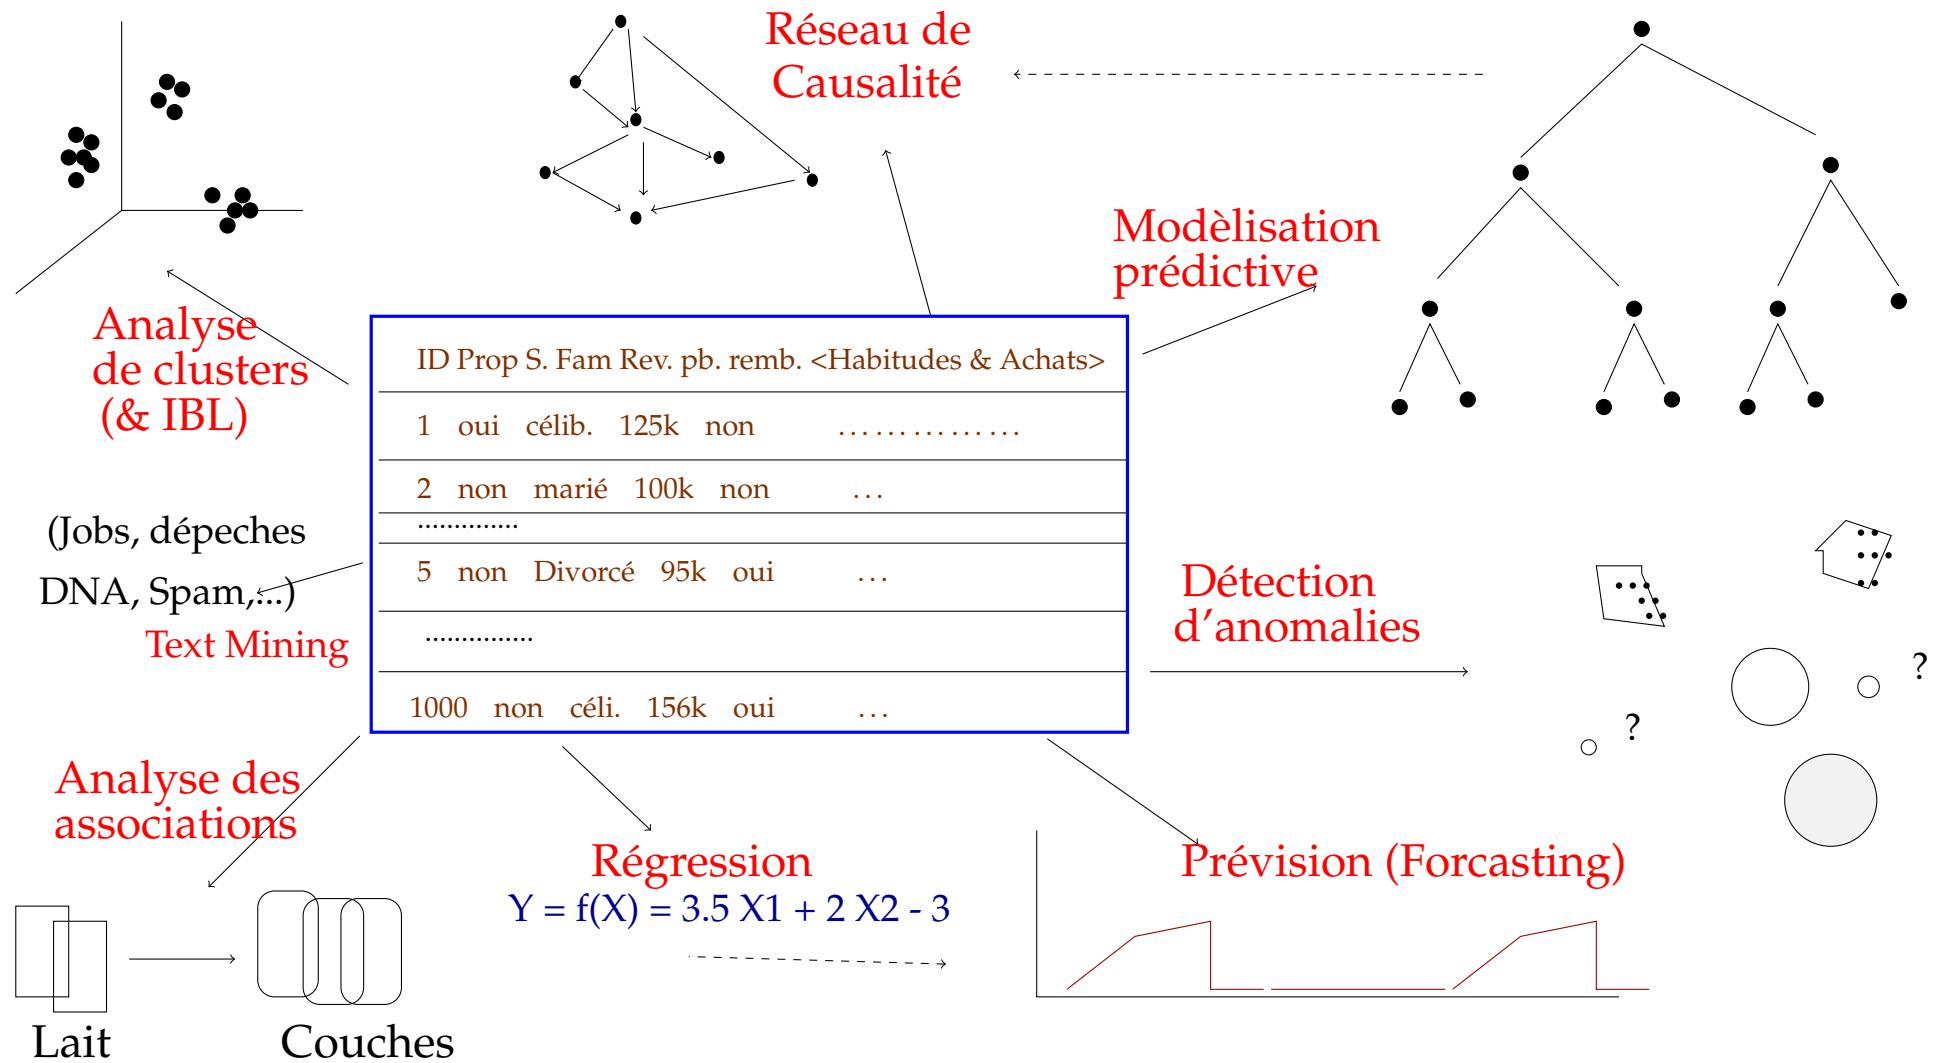 Réseau de
Causalité
Modèlisation
prédictive
Analyse
de clusters
(& IBL)
ID Prop S. Fam Rev. pb. remb. <Habitudes & Achats>
1 oui célib. 125k non ……………
2 non marié 100k non …
..............
5 non Divorcé 95k oui …
...............
1000 non céli. 156k oui …
(Jobs, dépeches
DNA, Spam,...)
Text Mining
Détection
d'anomalies
?
?
Analyse des
associations
Lait
Couches
Régression
Y = f(X) = 3.5 X1 + 2 X2 - 3
Prévision (Forcasting)